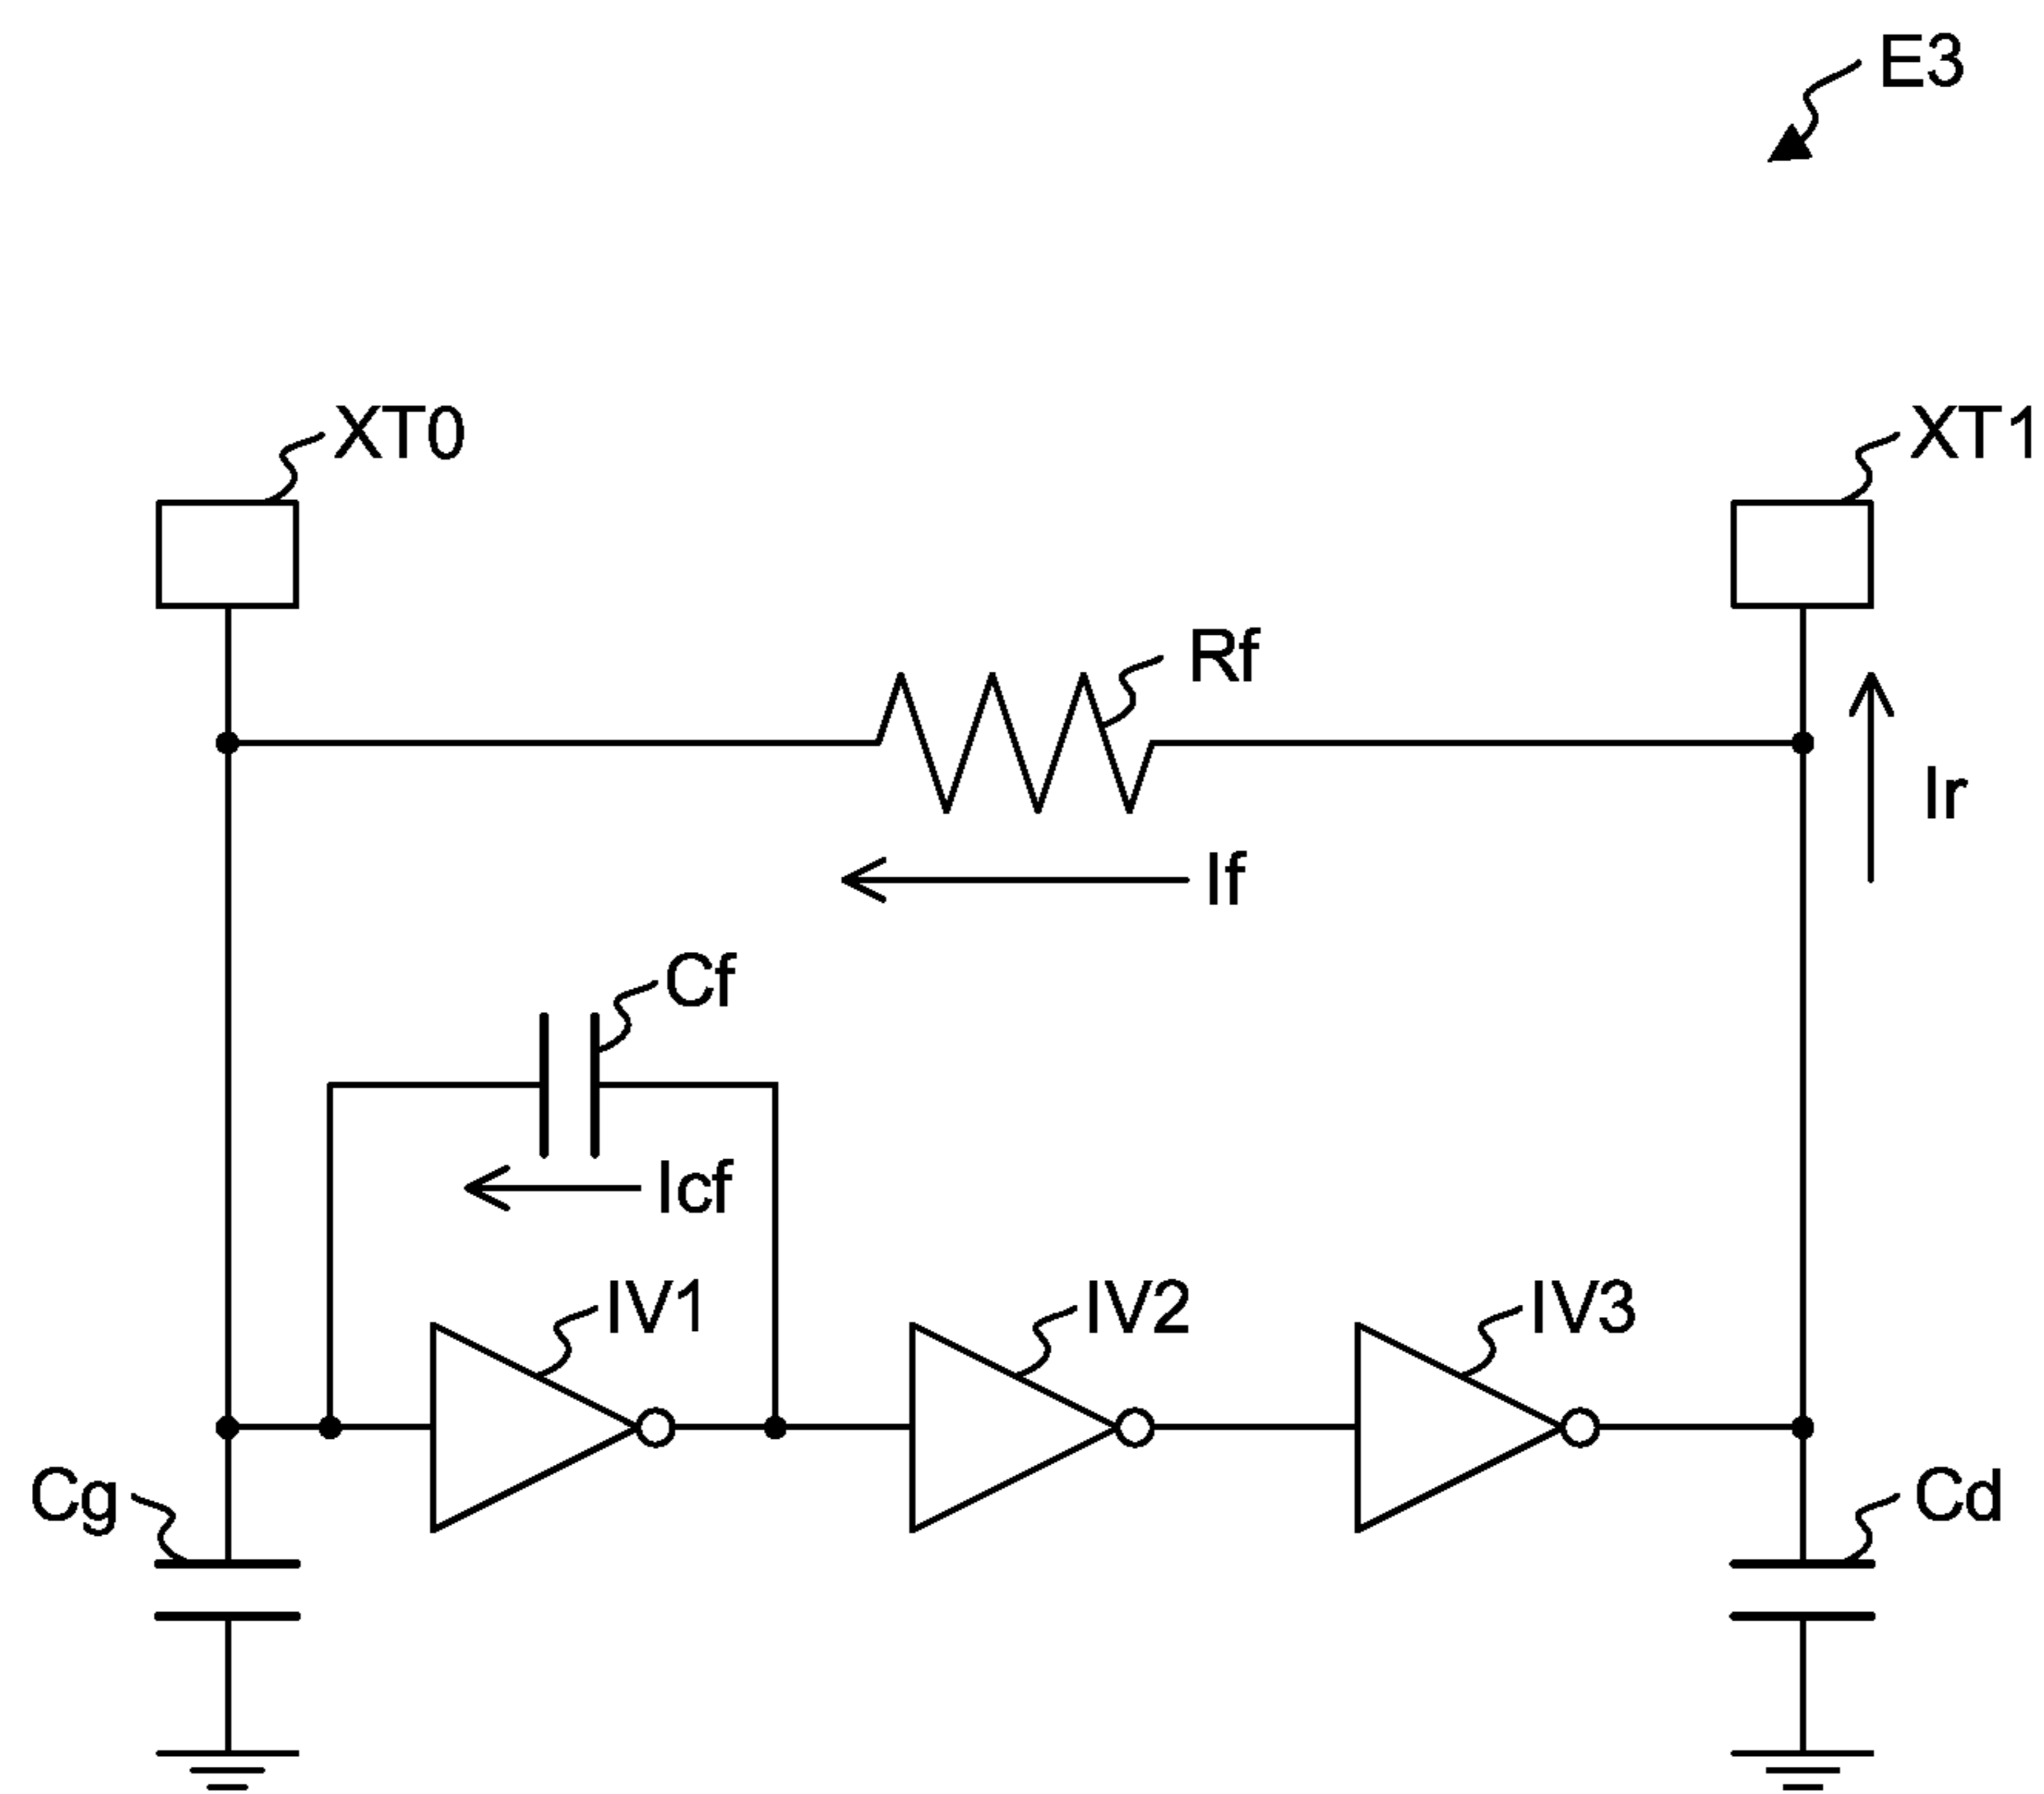 E3
XT0
XT1
Rf
Ir
If
Cf
Icf
IV1
IV2
IV3
Cg
Cd